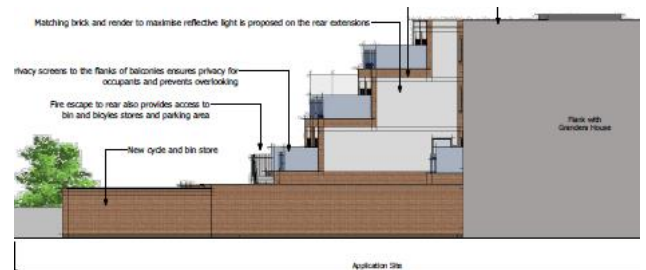 Matching brick and render to maximise reflective light is proposed on the rear extensions
rivacy screens to the flanks of balconies ensures privacy for
occupants and prevents overlooking
Fire escape to rear also provides access to
bin and bicyles stores and parking area
New cycle and bin store
Flank with
Grandera House
Application Site